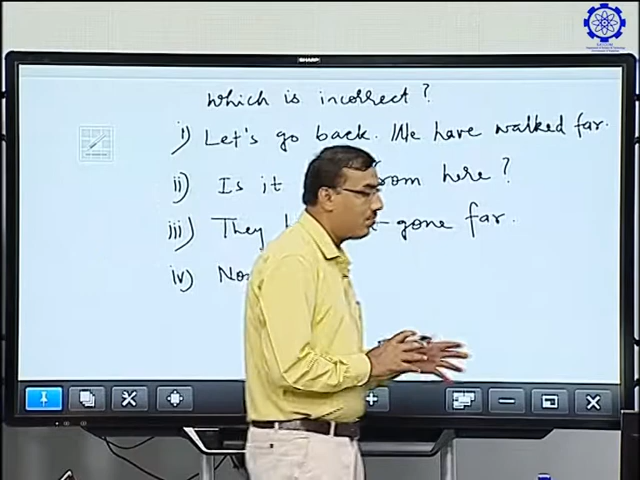 SHARP
Which is incorrect ?
i) Let's go back. We have walked far.
ii) Is it from here ?
iii) They gone far.
iv)